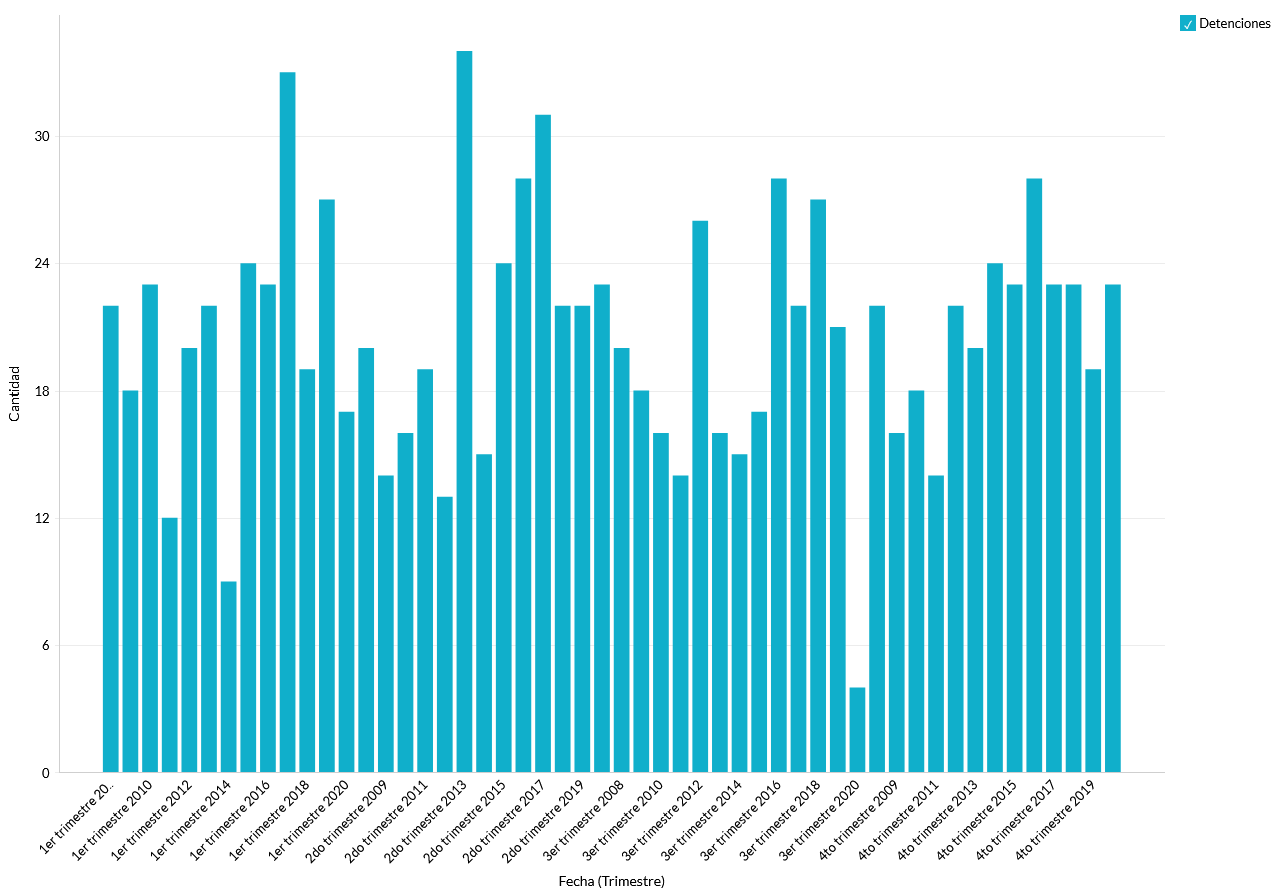 Detenciones
30
24
18
12
6
0
Cantidad
1er trimestre 20..
1er trimestre 2010
1er trimestre 2012
1er trimestre 2014
1er trimestre 2016
1er trimestre 2018
1er trimestre 2020
2do trimestre 2009
2do trimestre 2011
2do trimestre 2013
2do trimestre 2015
2do trimestre 2017
2do trimestre 2019
3er trimestre 2008
3er trimestre 2010
3er trimestre 2012
3er trimestre 2014
3er trimestre 2016
3er trimestre 2018
3er trimestre 2020
4to trimestre 2009
4to trimestre 2011
4to trimestre 2013
4to trimestre 2015
4to trimestre 2017
4to trimestre 2019
Fecha (Trimestre)